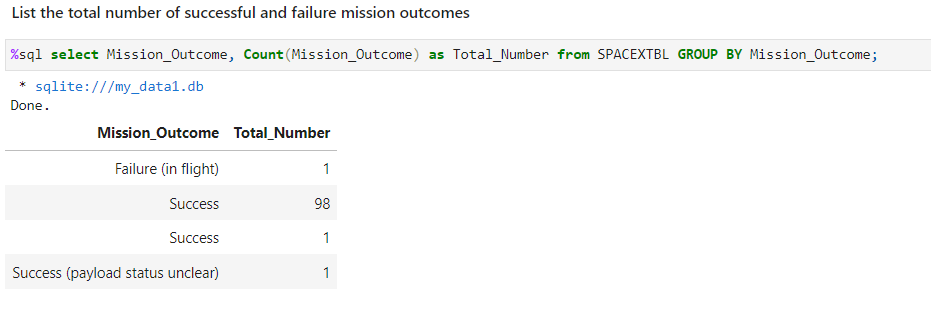 List the total number of successful and failure mission outcomes
%sql select Mission_Outcome, Count(Mission_Outcome) as Total_Number from SPACEXTBL GROUP BY Mission_Outcome;
* sqlite:///my_data1.db
Done.
Mission_Outcome Total_Number
Failure (in flight) 1
Success 98
Success 1
Success (payload status unclear) 1